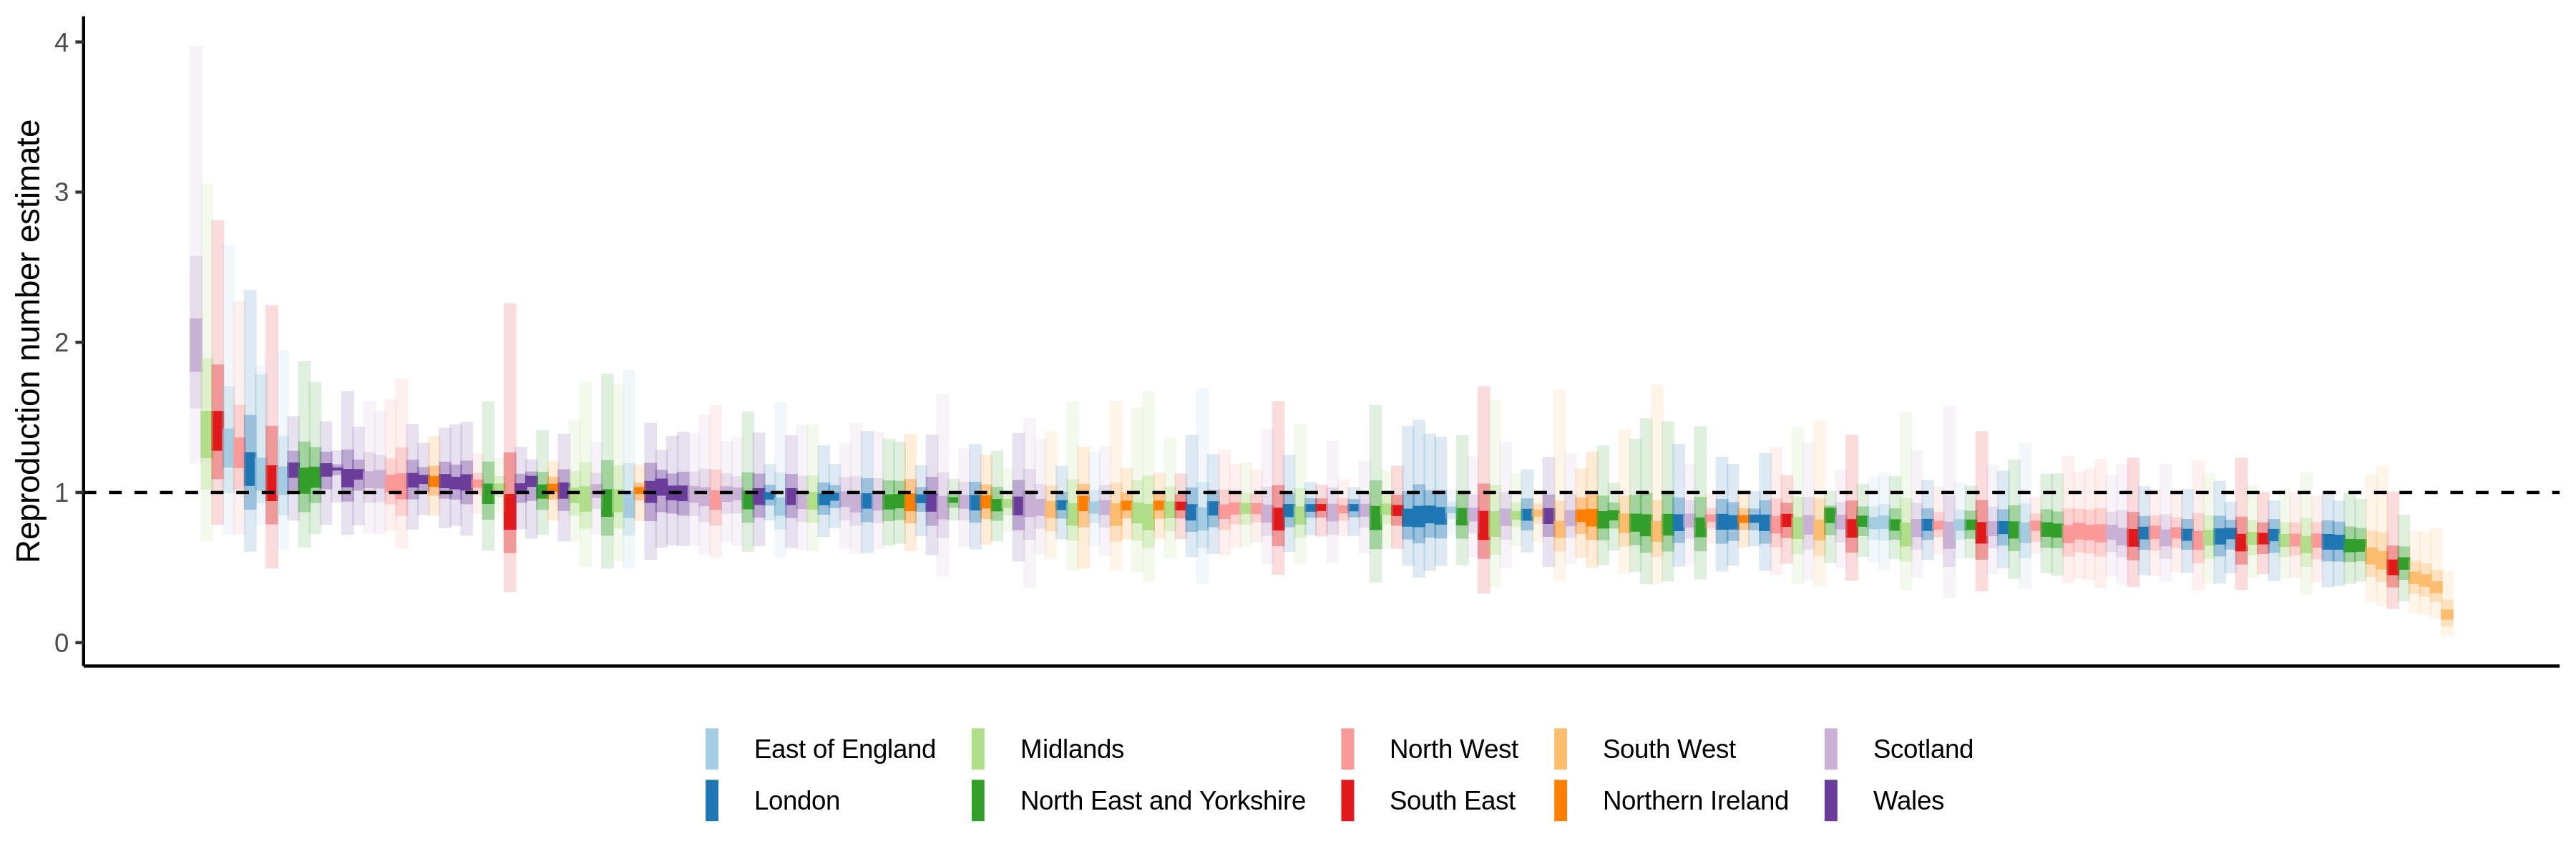 Reproduction number estimate
4
3
2
1
0
East of England
Midlands
North West
South West
Scotland
London
North East and Yorkshire
South East
Northern Ireland
Wales